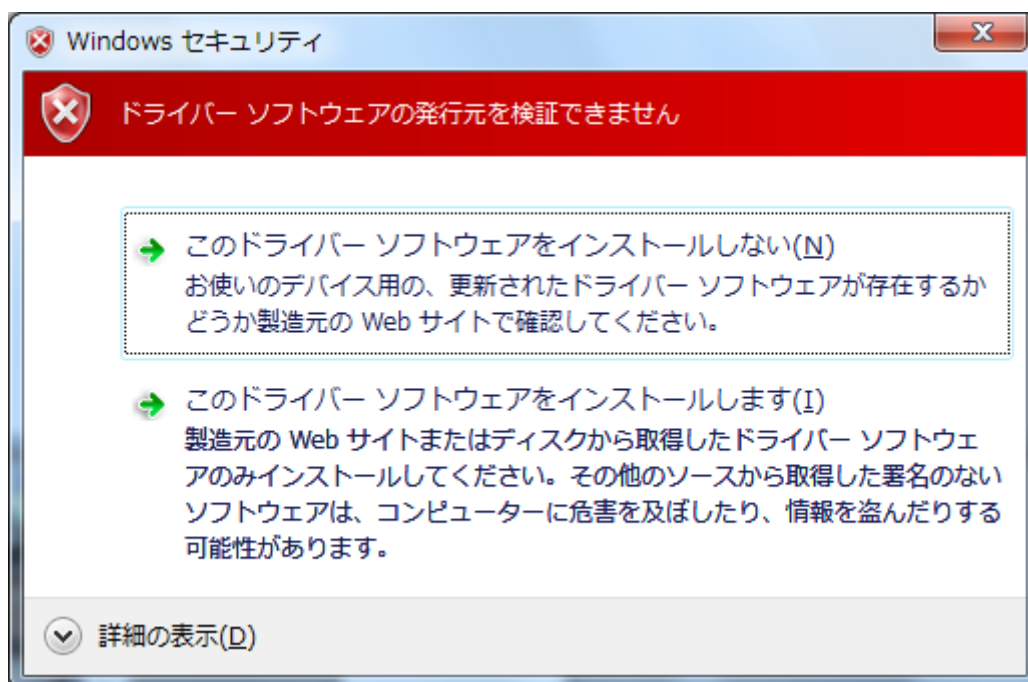 Windows セキュリティ
ドライバー ソフトウェアの発行元を検証できません
このドライバー ソフトウェアをインストールしない(N)
お使いのデバイス用の、更新されたドライバー ソフトウェアが存在するか
どうか製造元の Web サイトで確認してください。
このドライバー ソフトウェアをインストールします(I)
製造元の Web サイトまたはディスクから取得したドライバー ソフトウェ
アのみインストールしてください。その他のソースから取得した署名のない
ソフトウェアは、コンピューターに危害を及ぼしたり、情報を盗んだりする
可能性があります。
詳細の表示(D)